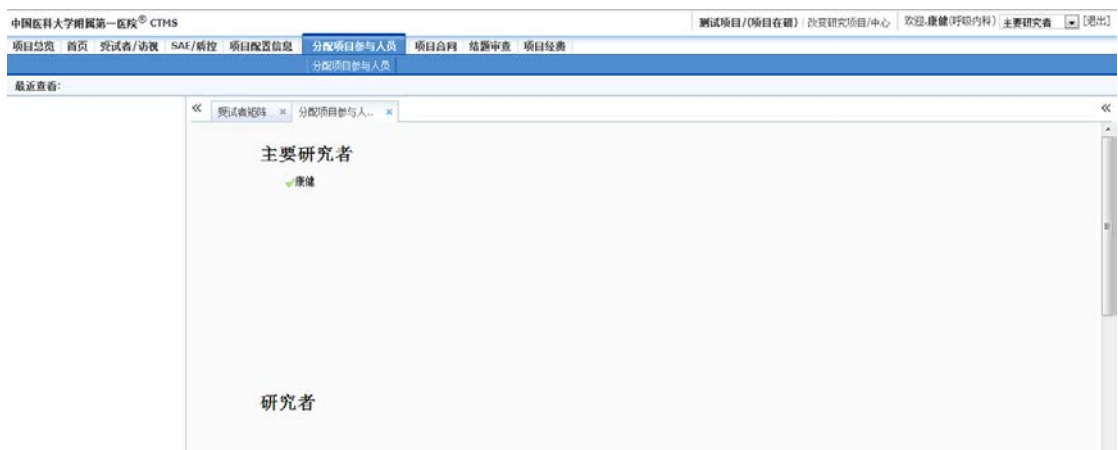 中国医科大学附属第一医院® CTMS 测试项目/(项目在研) 改变研究项目/中心 欢迎,康健(呼吸内科) 主要研究者 [退出]
项目总览 首页 受试者/访视 SAE/质控 项目配置信息 分配项目参与人员 项目合同 结题审查 项目经费
分配项目参与人员
最近查看:
« 受试者矩阵 × 分配项目参与人... × «
主要研究者
康健
研究者